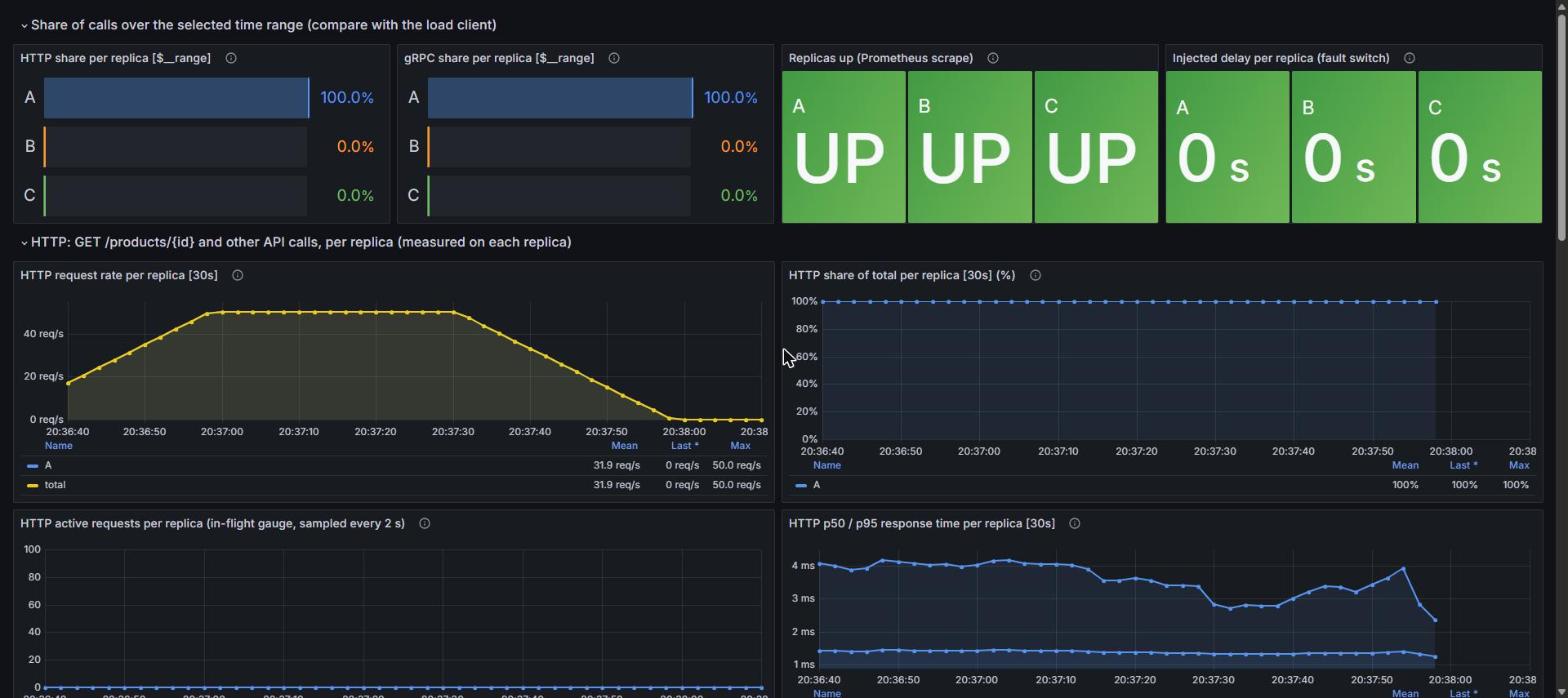 Share of calls over the selected time range (compare with the load client)
HTTP share per replica [$__range]
A 100.0%
B 0.0%
C 0.0%
gRPC share per replica [$__range]
A 100.0%
B 0.0%
C 0.0%
Replicas up (Prometheus scrape)
A
UP
B
UP
C
UP
Injected delay per replica (fault switch)
A
0 s
B
0 s
C
0 s
HTTP: GET /products/{id} and other API calls, per replica (measured on each replica)
HTTP request rate per replica [30s]
40 req/s
20 req/s
0 req/s
20:36:40 20:36:50 20:37:00 20:37:10 20:37:20 20:37:30 20:37:40 20:37:50 20:38:00 20:38
Name Mean Last * Max
A 31.9 req/s 0 req/s 50.0 req/s
total 31.9 req/s 0 req/s 50.0 req/s
HTTP share of total per replica [30s] (%)
100%
80%
60%
40%
20%
0%
20:36:40 20:36:50 20:37:00 20:37:10 20:37:20 20:37:30 20:37:40 20:37:50 20:38:00 20:38
Name Mean Last * Max
A 100% 100% 100%
HTTP active requests per replica (in-flight gauge, sampled every 2 s)
100
80
60
40
20
0
HTTP p50 / p95 response time per replica [30s]
4 ms
3 ms
2 ms
1 ms
20:36:40 20:36:50 20:37:00 20:37:10 20:37:20 20:37:30 20:37:40 20:37:50 20:38:00 20:38
Name Mean Last * Max